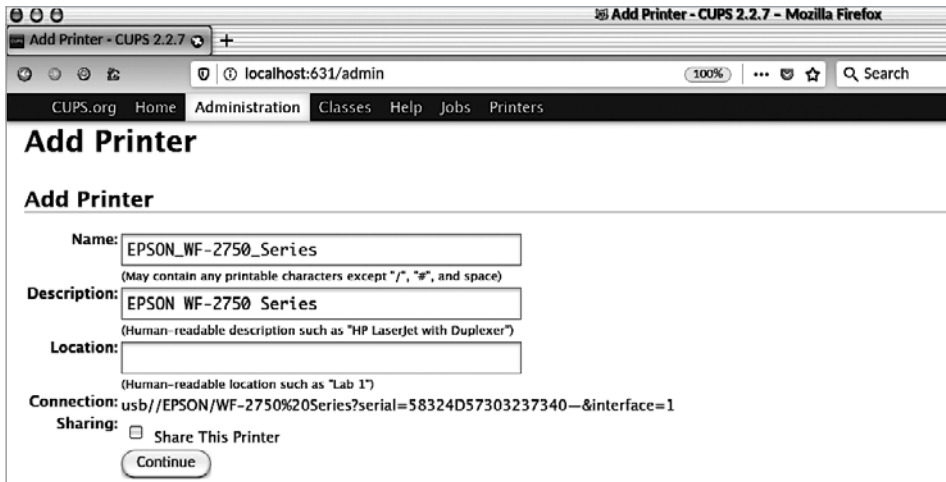 Add Printer - CUPS 2.2.7 - Mozilla Firefox
Add Printer - CUPS 2.2.7
localhost:631/admin 100% Search
CUPS.org Home Administration Classes Help Jobs Printers
Add Printer
Add Printer
Name: EPSON_WF-2750_Series
(May contain any printable characters except "/", "#", and space)
Description: EPSON WF-2750 Series
(Human-readable description such as "HP LaserJet with Duplexer")
Location:
(Human-readable location such as "Lab 1")
Connection: usb//EPSON/WF-2750%20Series?serial=58324D57303237340—&interface=1
Sharing:
Share This Printer
Continue